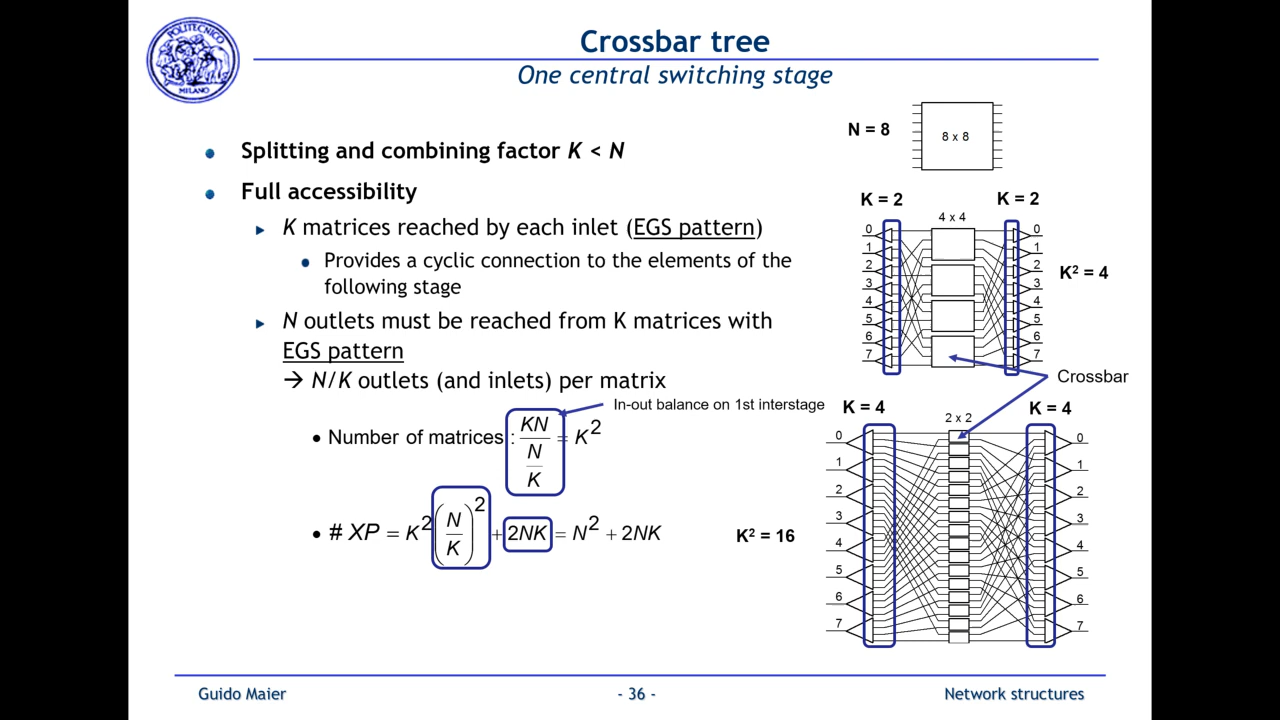 POLITECNICO
MILANO
Crossbar tree
One central switching stage
• Splitting and combining factor K < N
• Full accessibility
▸ K matrices reached by each inlet (EGS pattern)
• Provides a cyclic connection to the elements of the
following stage
▸ N outlets must be reached from K matrices with
EGS pattern
→ N/K outlets (and inlets) per matrix
In-out balance on 1st interstage
• Number of matrices : KN / (N/K) = K²
• # XP = K² (N/K)² + 2NK = N² + 2NK
N = 8
8 x 8
K = 2
K = 2
4 x 4
0
1
2
3
4
5
6
7
0
1
2
3
4
5
6
7
K² = 4
Crossbar
K = 4
K = 4
2 x 2
0
1
2
3
4
5
6
7
0
1
2
3
4
5
6
7
K² = 16
Guido Maier
- 36 -
Network structures